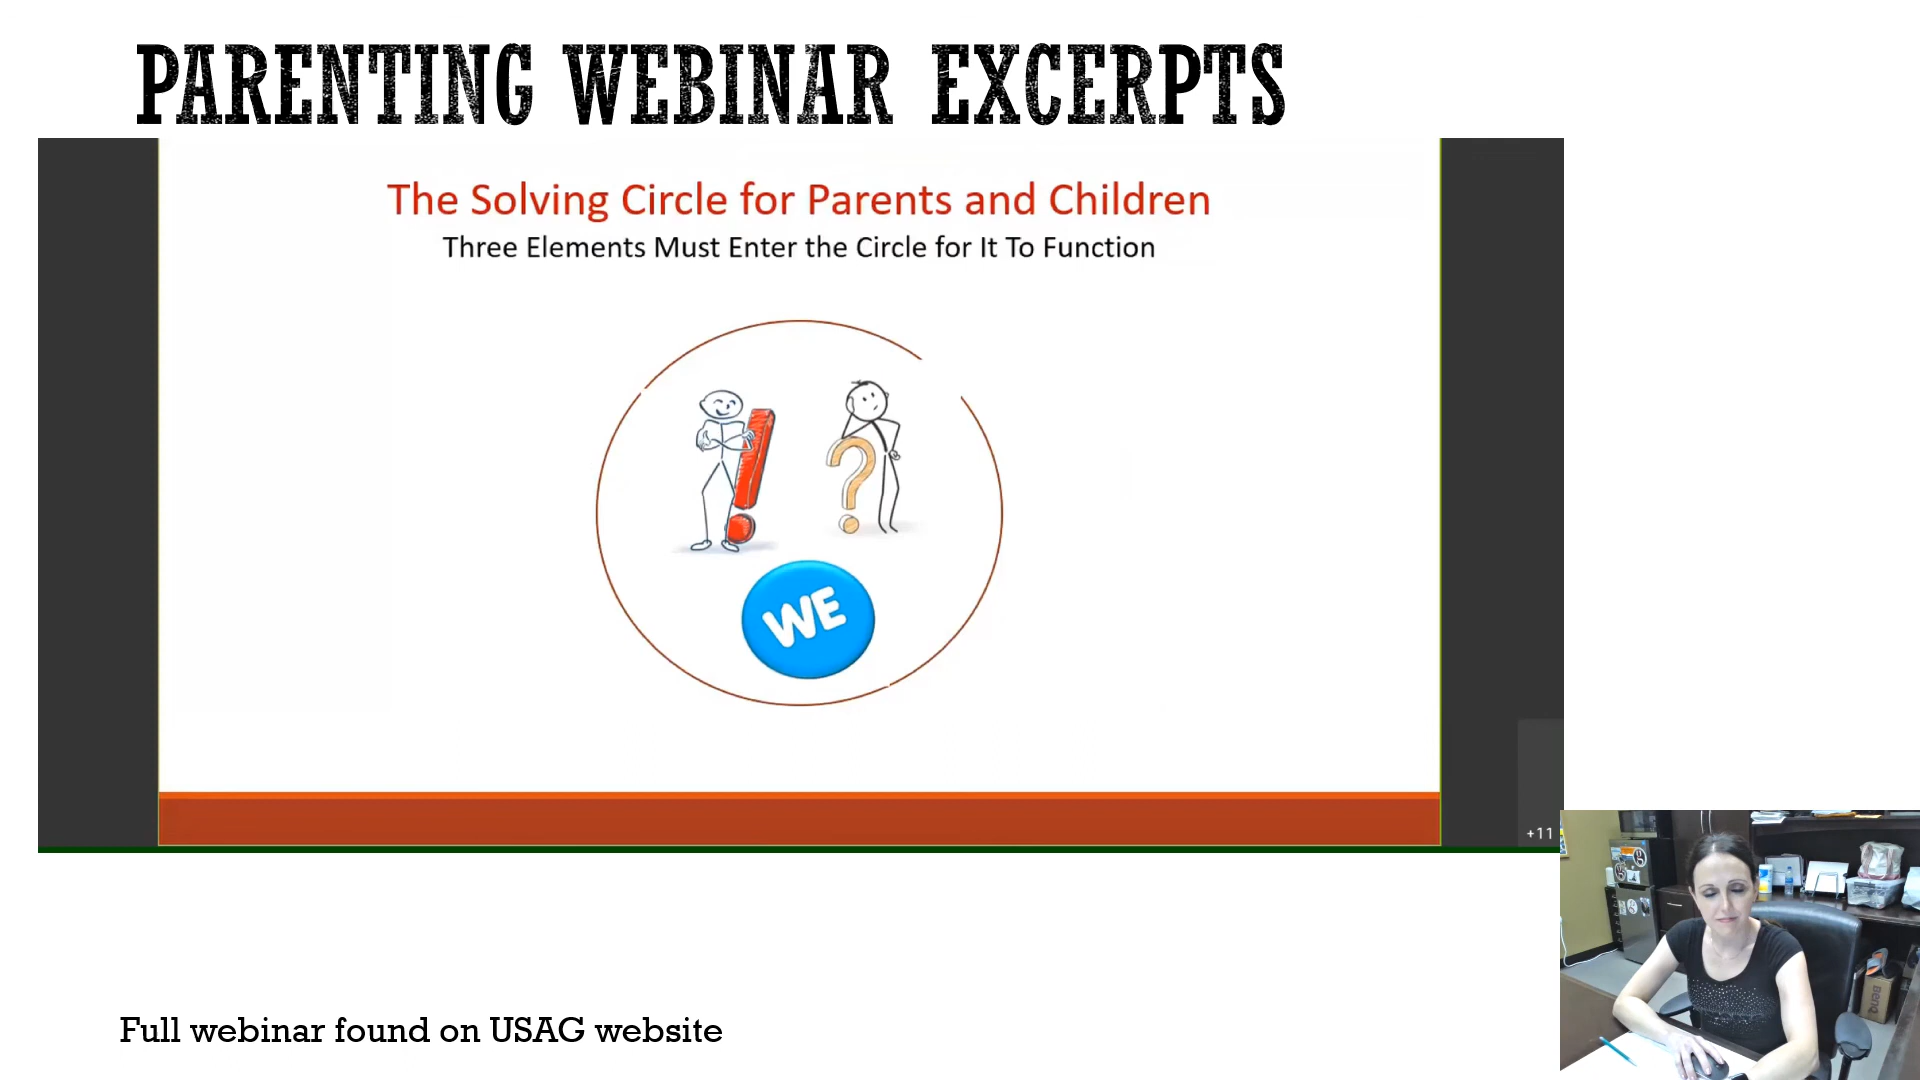 PARENTING WEBINAR EXCERPTS
The Solving Circle for Parents and Children
Three Elements Must Enter the Circle for It To Function
WE
+11
BenQ
Full webinar found on USAG website